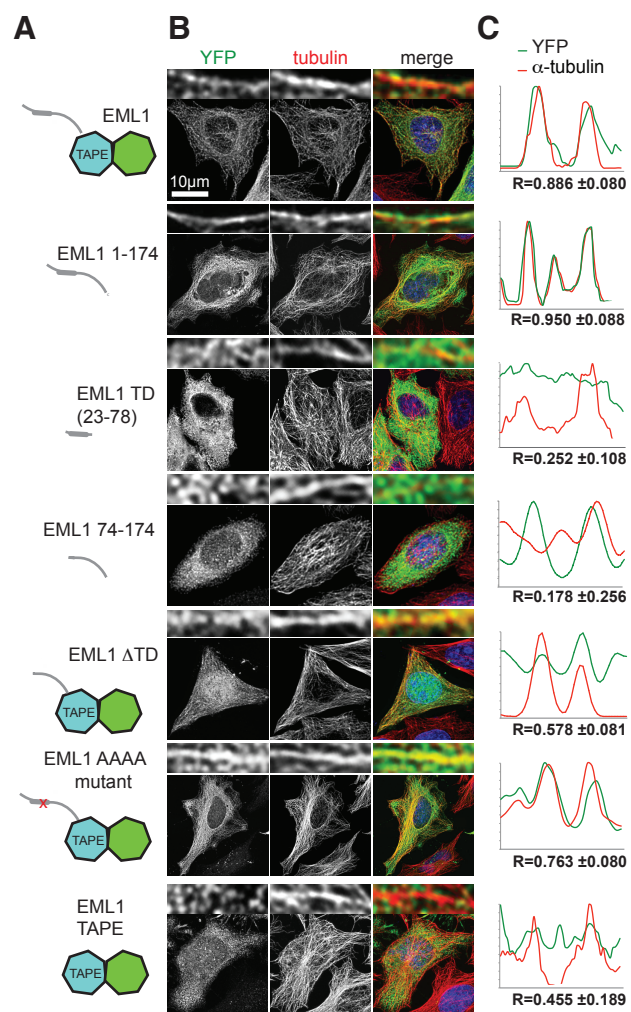 A
B
C
YFP
tubulin
merge
YFP
α-tubulin
EML1
TAPE
10µm
R=0.886 ±0.080
EML1 1-174
R=0.950 ±0.088
EML1 TD
(23-78)
R=0.252 ±0.108
EML1 74-174
R=0.178 ±0.256
EML1 ΔTD
TAPE
R=0.578 ±0.081
EML1 AAAA
mutant
x
TAPE
R=0.763 ±0.080
EML1
TAPE
TAPE
R=0.455 ±0.189